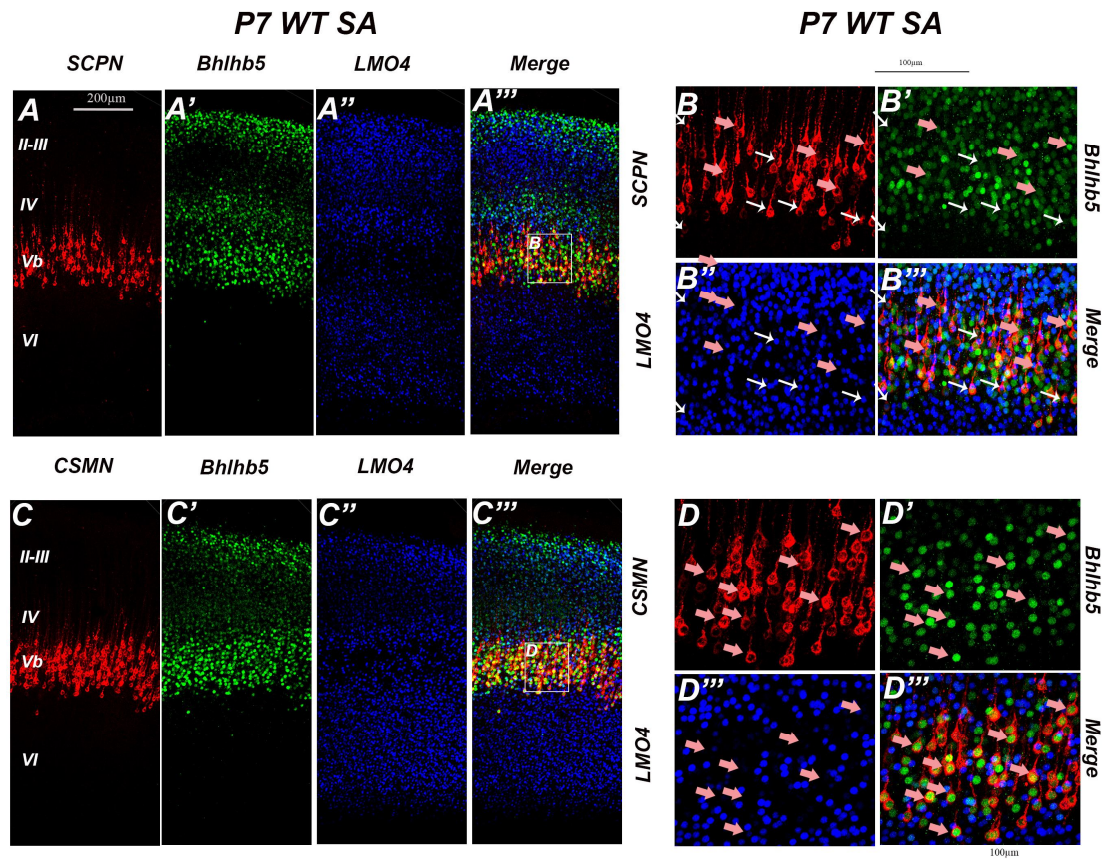 P7 WT SA
P7 WT SA
SCPN Bhlhb5 LMO4 Merge
100µm
A 200µm A’ A’’ A’’’
II-III
IV
Vb
VI
B
SCPN
LMO4
B B’
Bhlhb5
B’’ B’’’
Merge
CSMN Bhlhb5 LMO4 Merge
C C’ C’’ C’’’
II-III
IV
Vb
VI
D
CSMN
LMO4
D D’
Bhlhb5
D’’’ D’’’
Merge
100µm